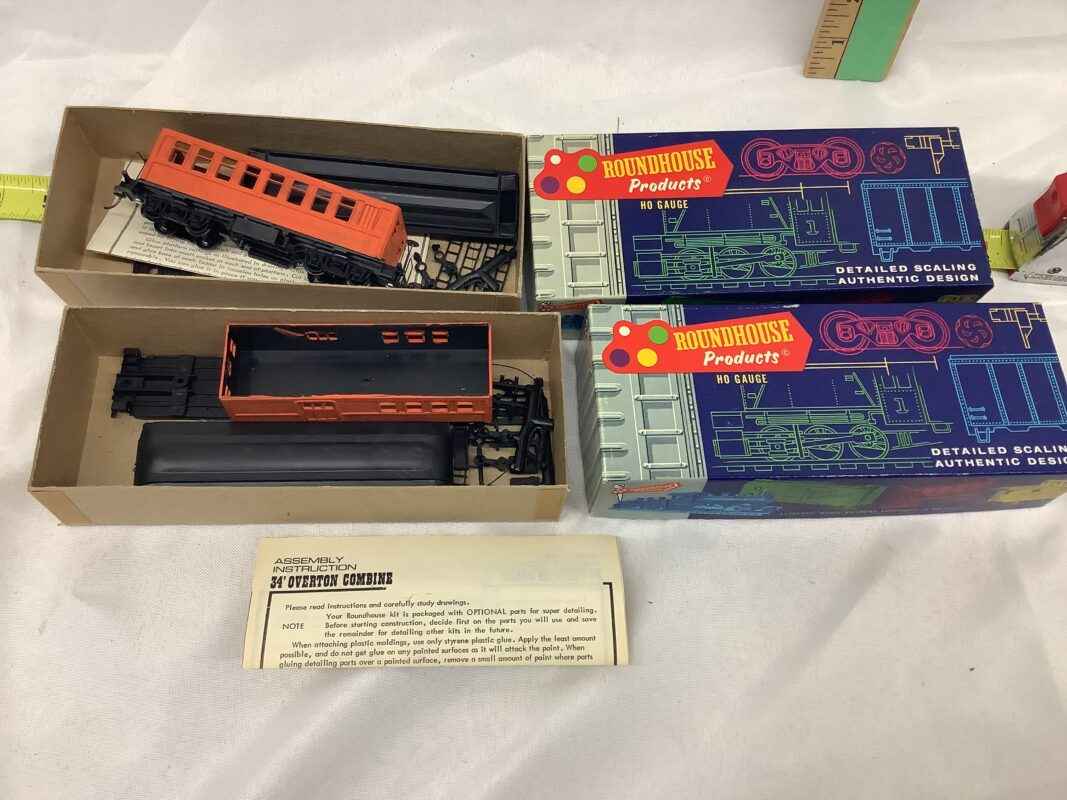 ROUNDHOUSE
Products©
HO GAUGE
1
DETAILED SCALING
AUTHENTIC DESIGN
ROUNDHOUSE
Products©
HO GAUGE
1
DETAILED SCALIN
AUTHENTIC DESIG
ASSEMBLY
INSTRUCTION
34' OVERTON COMBINE
Please read instructions and carefully study drawings.
Your Roundhouse kit is packaged with OPTIONAL parts for super detailing.
NOTE Before starting construction, decide first on the parts you will use and save
the remainder for detailing other kits in the future.
When attaching plastic moldings, use only styrene plastic glue. Apply the least amount
possible, and do not get glue on any painted surfaces as it will attack the paint. When
gluing detailing parts over a painted surface, remove a small amount of paint where parts